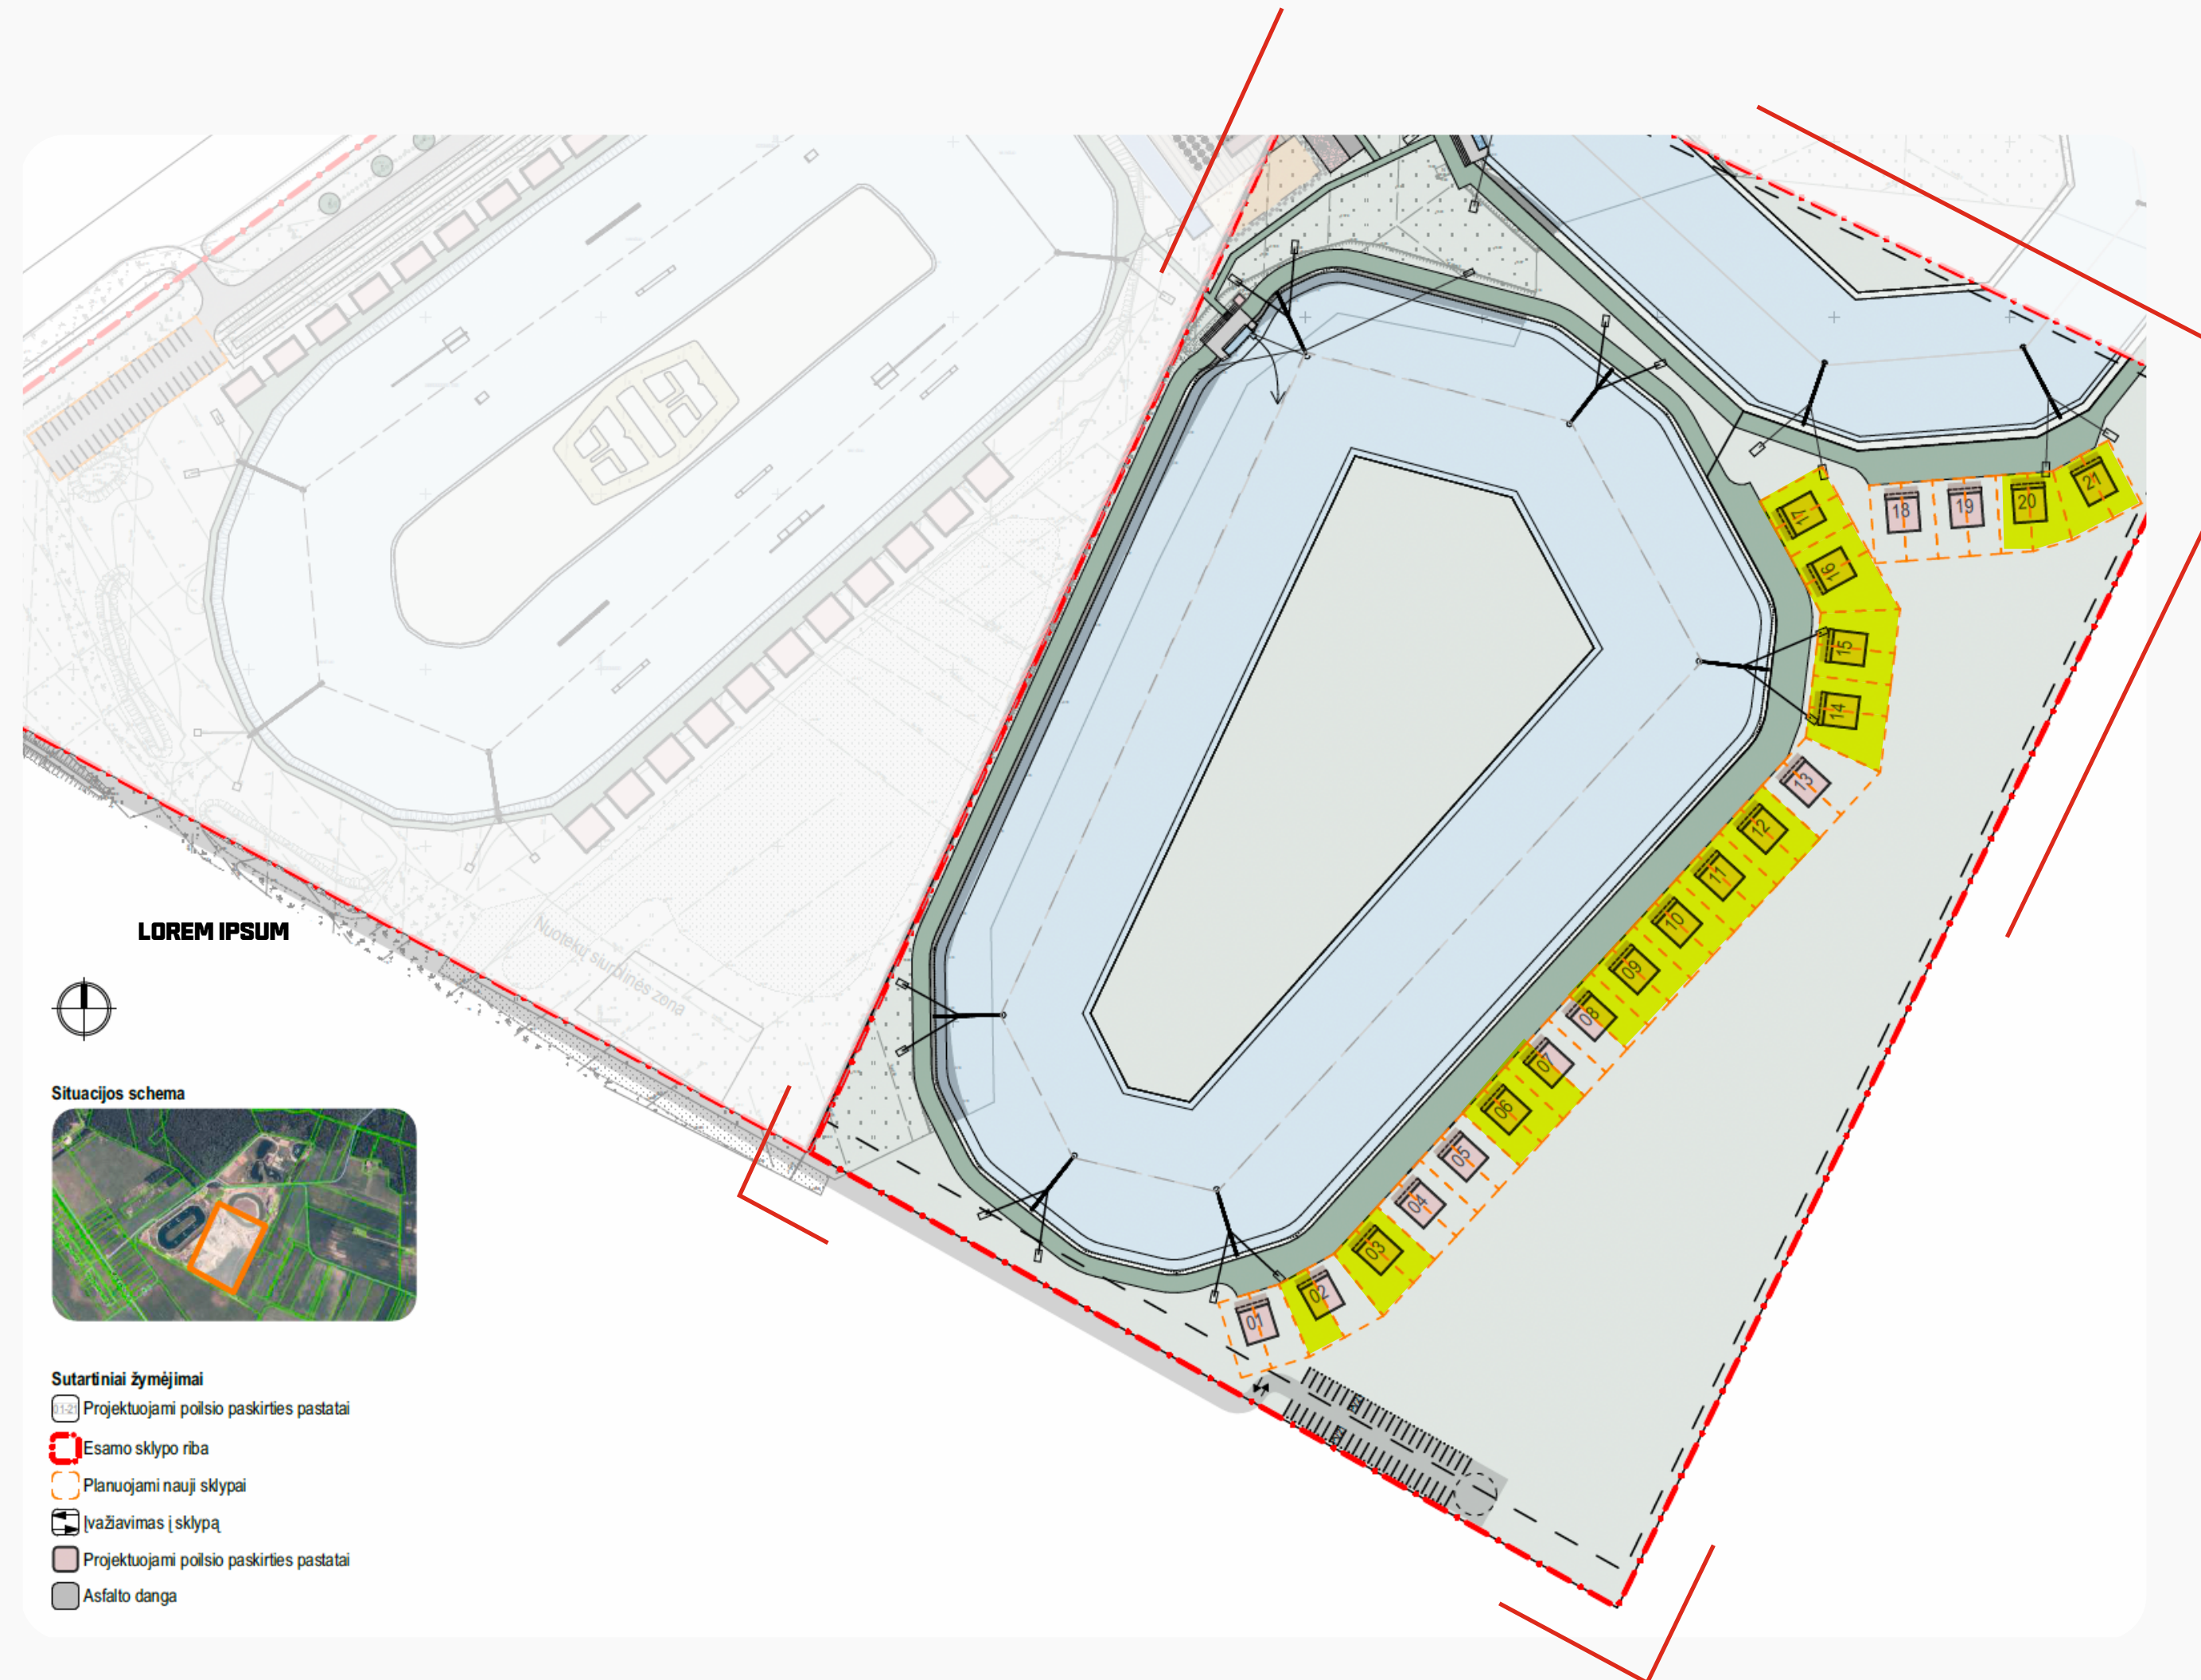 17
16
15
14
13
12
11
10
09
08
07
06
05
04
03
02
01
18
19
20
21
Nuotekų siurblinės zona
LOREM IPSUM
Situacijos schema
Sutartiniai žymėjimai
01-21 Projektuojami poilsio paskirties pastatai
Esamo sklypo riba
Planuojami nauji sklypai
Įvažiavimas į sklypą
Projektuojami poilsio paskirties pastatai
Asfalto danga